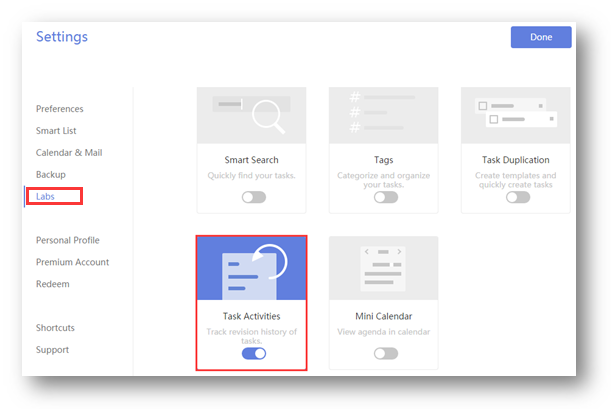 Settings
Done
Preferences
Smart List
Calendar & Mail
Backup
Labs
Personal Profile
Premium Account
Redeem
Shortcuts
Support
Smart Search
Quickly find your tasks.
Tags
Categorize and organize
your tasks.
Task Duplication
Create templates and
quickly create tasks
Task Activities
Track revision history of
tasks.
Mini Calendar
View agenda in calendar